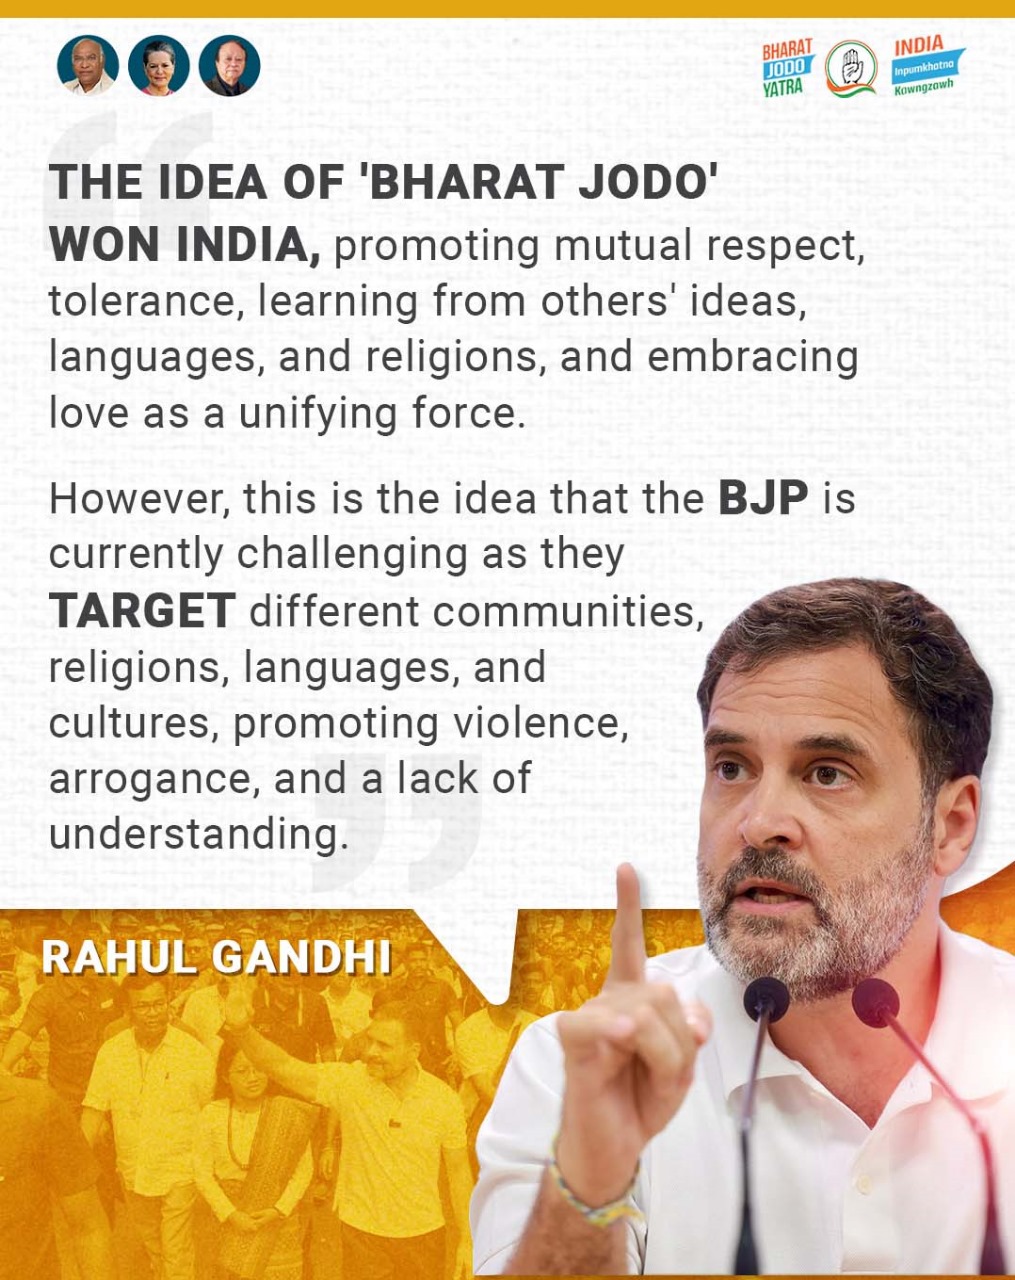 BHARAT
JODO
YATRA
INDIA
Inpumkhatna
Kawngzawh
THE IDEA OF 'BHARAT JODO'
WON INDIA, promoting mutual respect,
tolerance, learning from others' ideas,
languages, and religions, and embracing
love as a unifying force.
However, this is the idea that the BJP is
currently challenging as they
TARGET different communities,
religions, languages, and
cultures, promoting violence,
arrogance, and a lack of
understanding.
RAHUL GANDHI